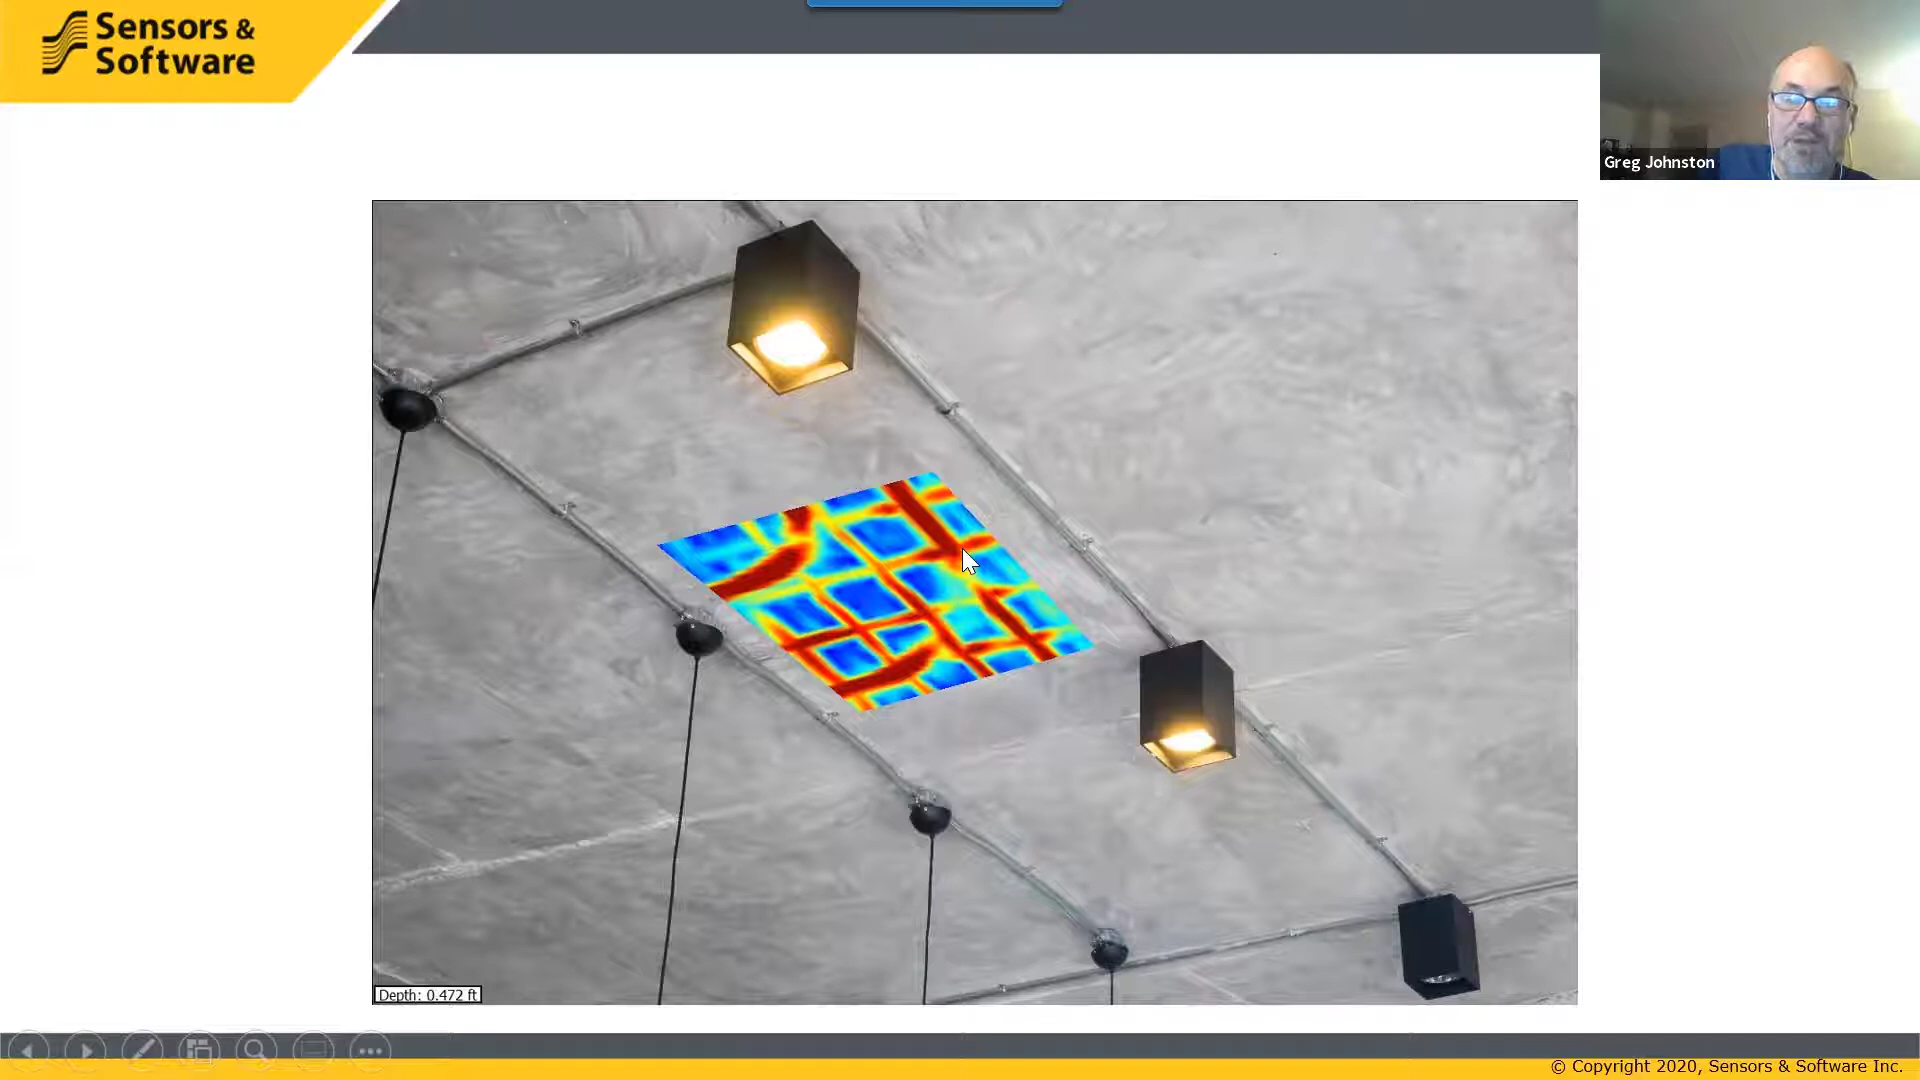 Sensors &
Software
Greg Johnston
Depth: 0.472 ft
© Copyright 2020, Sensors & Software Inc.